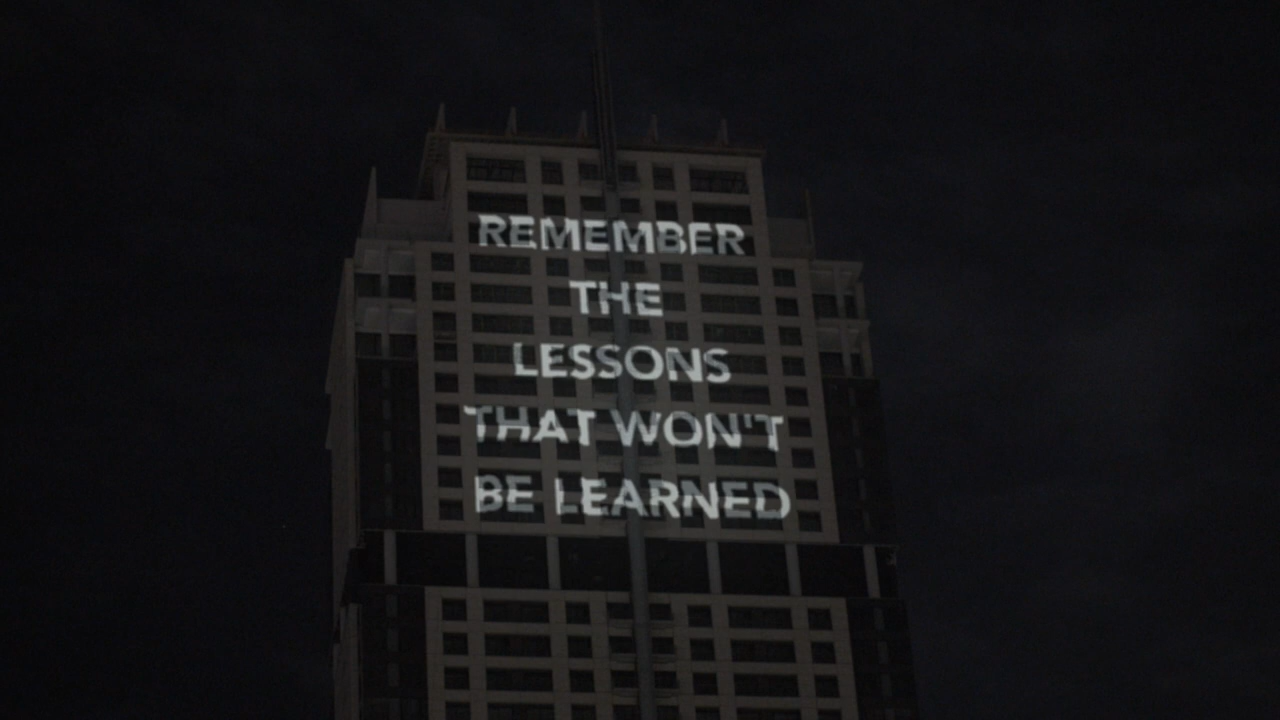 REMEMBER
THE
LESSONS
THAT WON'T
BE LEARNED